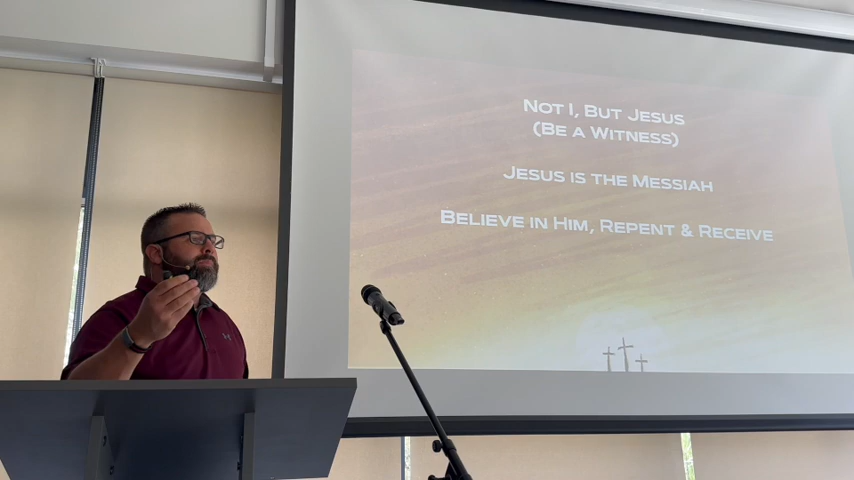 Not I, But Jesus
(Be a Witness)
Jesus is the Messiah
Believe in Him, Repent & Receive